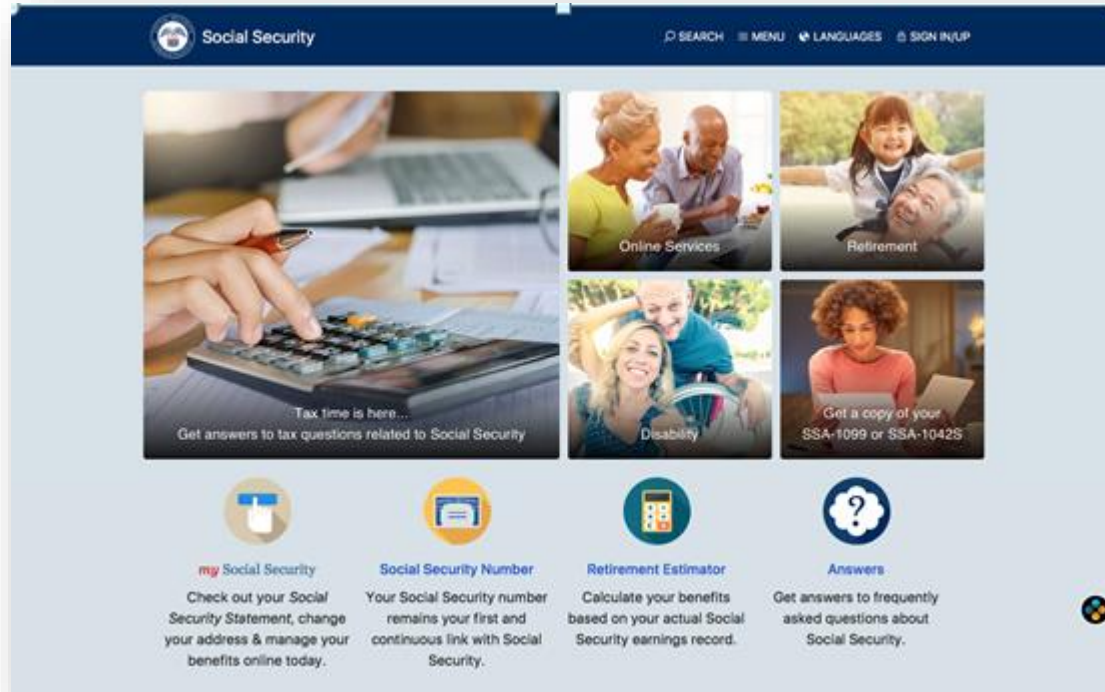 Social Security
SEARCH MENU LANGUAGES SIGN IN/UP
Tax time is here...
Get answers to tax questions related to Social Security
Online Services
Retirement
Disability
Get a copy of your
SSA-1099 or SSA-1042S
my Social Security
Check out your Social
Security Statement, change
your address & manage your
benefits online today.
Social Security Number
Your Social Security number
remains your first and
continuous link with Social
Security.
Retirement Estimator
Calculate your benefits
based on your actual Social
Security earnings record.
?
Answers
Get answers to frequently
asked questions about
Social Security.